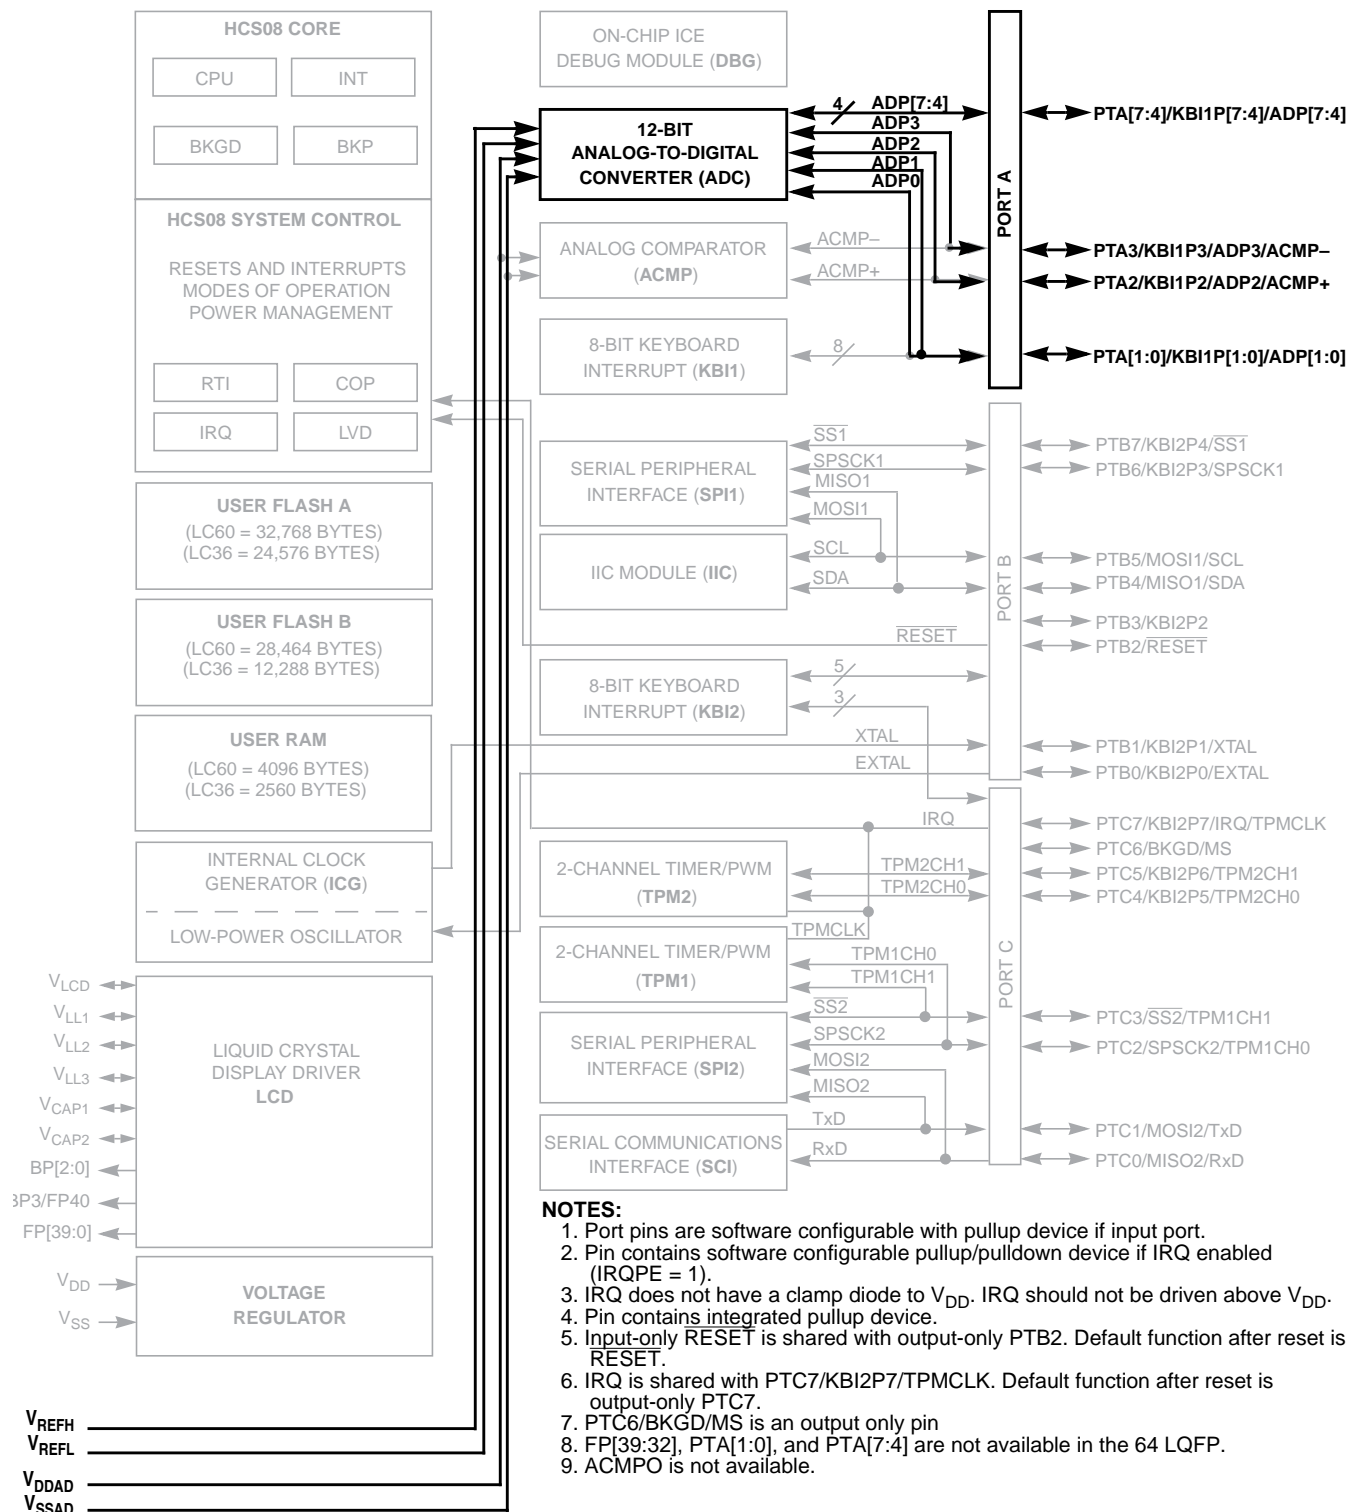 HCS08 CORE
CPU
INT
BKGD
BKP
HCS08 SYSTEM CONTROL
RESETS AND INTERRUPTS
MODES OF OPERATION
POWER MANAGEMENT
RTI
COP
IRQ
LVD
USER FLASH A
(LC60 = 32,768 BYTES)
(LC36 = 24,576 BYTES)
USER FLASH B
(LC60 = 28,464 BYTES)
(LC36 = 12,288 BYTES)
USER RAM
(LC60 = 4096 BYTES)
(LC36 = 2560 BYTES)
INTERNAL CLOCK
GENERATOR (ICG)
LOW-POWER OSCILLATOR
VLCD
VLL1
VLL2
VLL3
VCAP1
VCAP2
BP[2:0]
BP3/FP40
FP[39:0]
LIQUID CRYSTAL
DISPLAY DRIVER
LCD
VDD
VSS
VOLTAGE
REGULATOR
VREFH
VREFL
VDDAD
VSSAD
ON-CHIP ICE
DEBUG MODULE (DBG)
12-BIT
ANALOG-TO-DIGITAL
CONVERTER (ADC)
4
ADP[7:4]
ADP3
ADP2
ADP1
ADP0
ANALOG COMPARATOR
(ACMP)
ACMP–
ACMP+
8-BIT KEYBOARD
INTERRUPT (KBI1)
8
SERIAL PERIPHERAL
INTERFACE (SPI1)
SS1
SPSCK1
MISO1
MOSI1
IIC MODULE (IIC)
SCL
SDA
RESET
8-BIT KEYBOARD
INTERRUPT (KBI2)
5
3
XTAL
EXTAL
IRQ
2-CHANNEL TIMER/PWM
(TPM2)
TPM2CH1
TPM2CH0
TPMCLK
2-CHANNEL TIMER/PWM
(TPM1)
TPM1CH0
TPM1CH1
SERIAL PERIPHERAL
INTERFACE (SPI2)
SS2
SPSCK2
MOSI2
MISO2
SERIAL COMMUNICATIONS
INTERFACE (SCI)
TxD
RxD
PORT A
PTA[7:4]/KBI1P[7:4]/ADP[7:4]
PTA3/KBI1P3/ADP3/ACMP–
PTA2/KBI1P2/ADP2/ACMP+
PTA[1:0]/KBI1P[1:0]/ADP[1:0]
PORT B
PTB7/KBI2P4/SS1
PTB6/KBI2P3/SPSCK1
PTB5/MOSI1/SCL
PTB4/MISO1/SDA
PTB3/KBI2P2
PTB2/RESET
PTB1/KBI2P1/XTAL
PTB0/KBI2P0/EXTAL
PORT C
PTC7/KBI2P7/IRQ/TPMCLK
PTC6/BKGD/MS
PTC5/KBI2P6/TPM2CH1
PTC4/KBI2P5/TPM2CH0
PTC3/SS2/TPM1CH1
PTC2/SPSCK2/TPM1CH0
PTC1/MOSI2/TxD
PTC0/MISO2/RxD
NOTES:
1. Port pins are software configurable with pullup device if input port.
2. Pin contains software configurable pullup/pulldown device if IRQ enabled
(IRQPE = 1).
3. IRQ does not have a clamp diode to VDD. IRQ should not be driven above VDD.
4. Pin contains integrated pullup device.
5. Input-only RESET is shared with output-only PTB2. Default function after reset is
RESET.
6. IRQ is shared with PTC7/KBI2P7/TPMCLK. Default function after reset is
output-only PTC7.
7. PTC6/BKGD/MS is an output only pin
8. FP[39:32], PTA[1:0], and PTA[7:4] are not available in the 64 LQFP.
9. ACMPO is not available.